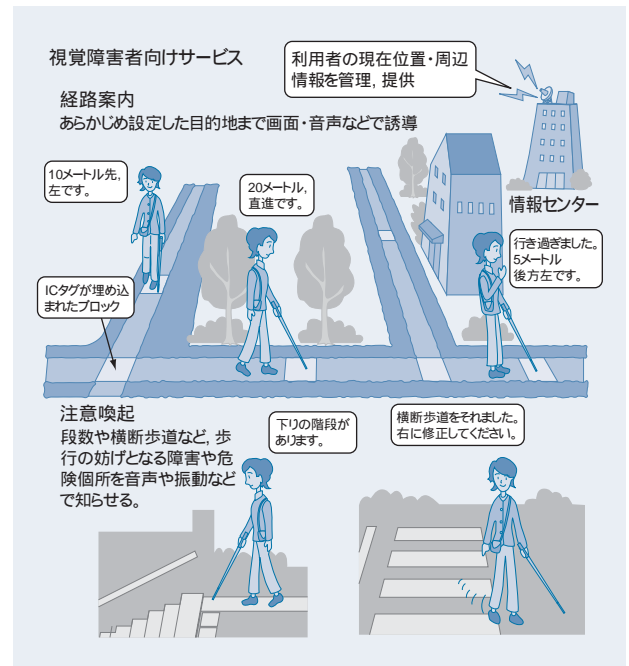 視覚障害者向けサービス
利用者の現在位置・周辺
情報を管理, 提供
経路案内
あらかじめ設定した目的地まで画面・音声などで誘導
10メートル先,
左です。
20メートル,
直進です。
情報センター
行き過ぎました。
5メートル
後方左です。
ICタグが埋め込
まれたブロック
注意喚起
段数や横断歩道など, 歩
行の妨げとなる障害や危
険個所を音声や振動など
で知らせる。
下りの階段が
あります。
横断歩道をそれました。
右に修正してください。